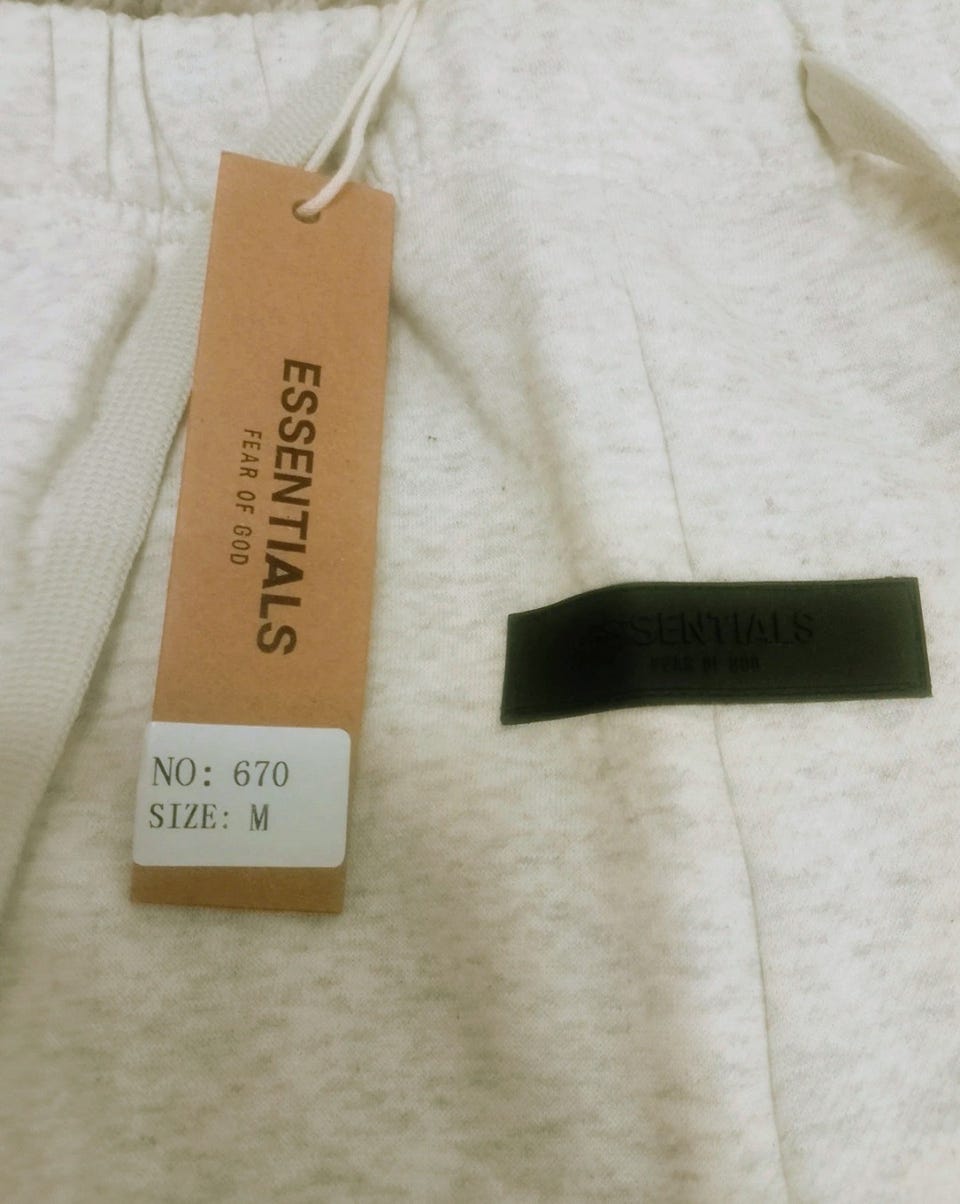 ESSENTIALS
FEAR OF GOD
NO: 670
SIZE: M
ESSENTIALS
FEAR OF GOD